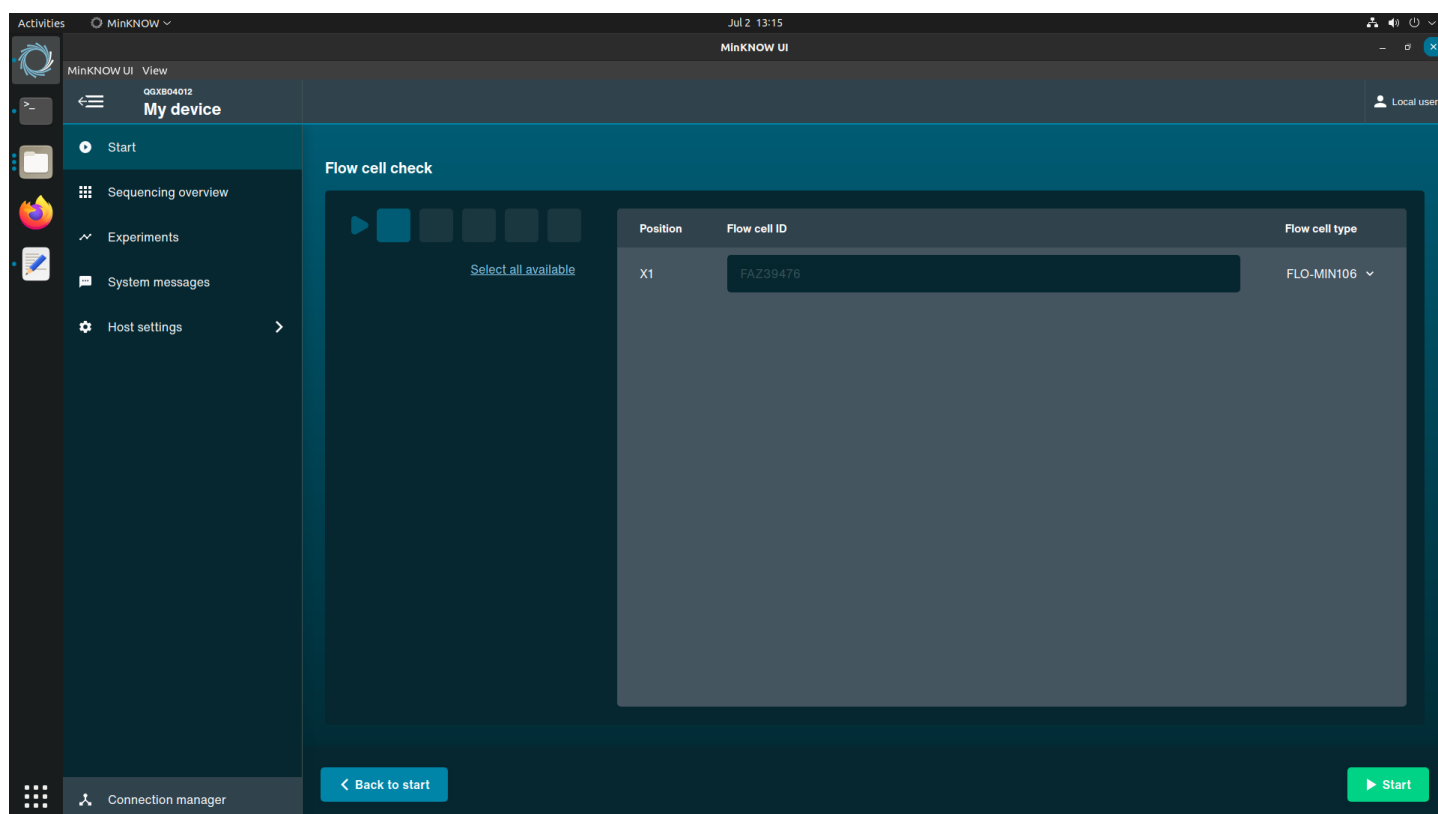 Activities MinKNOW Jul 2 13:15
MinKNOW UI
MinKNOW UI View
QGXB04012
My device
Local user
Start
Sequencing overview
Experiments
System messages
Host settings
Connection manager
Flow cell check
Select all available
Position Flow cell ID Flow cell type
X1 FAZ39476 FLO-MIN106
Back to start
Start